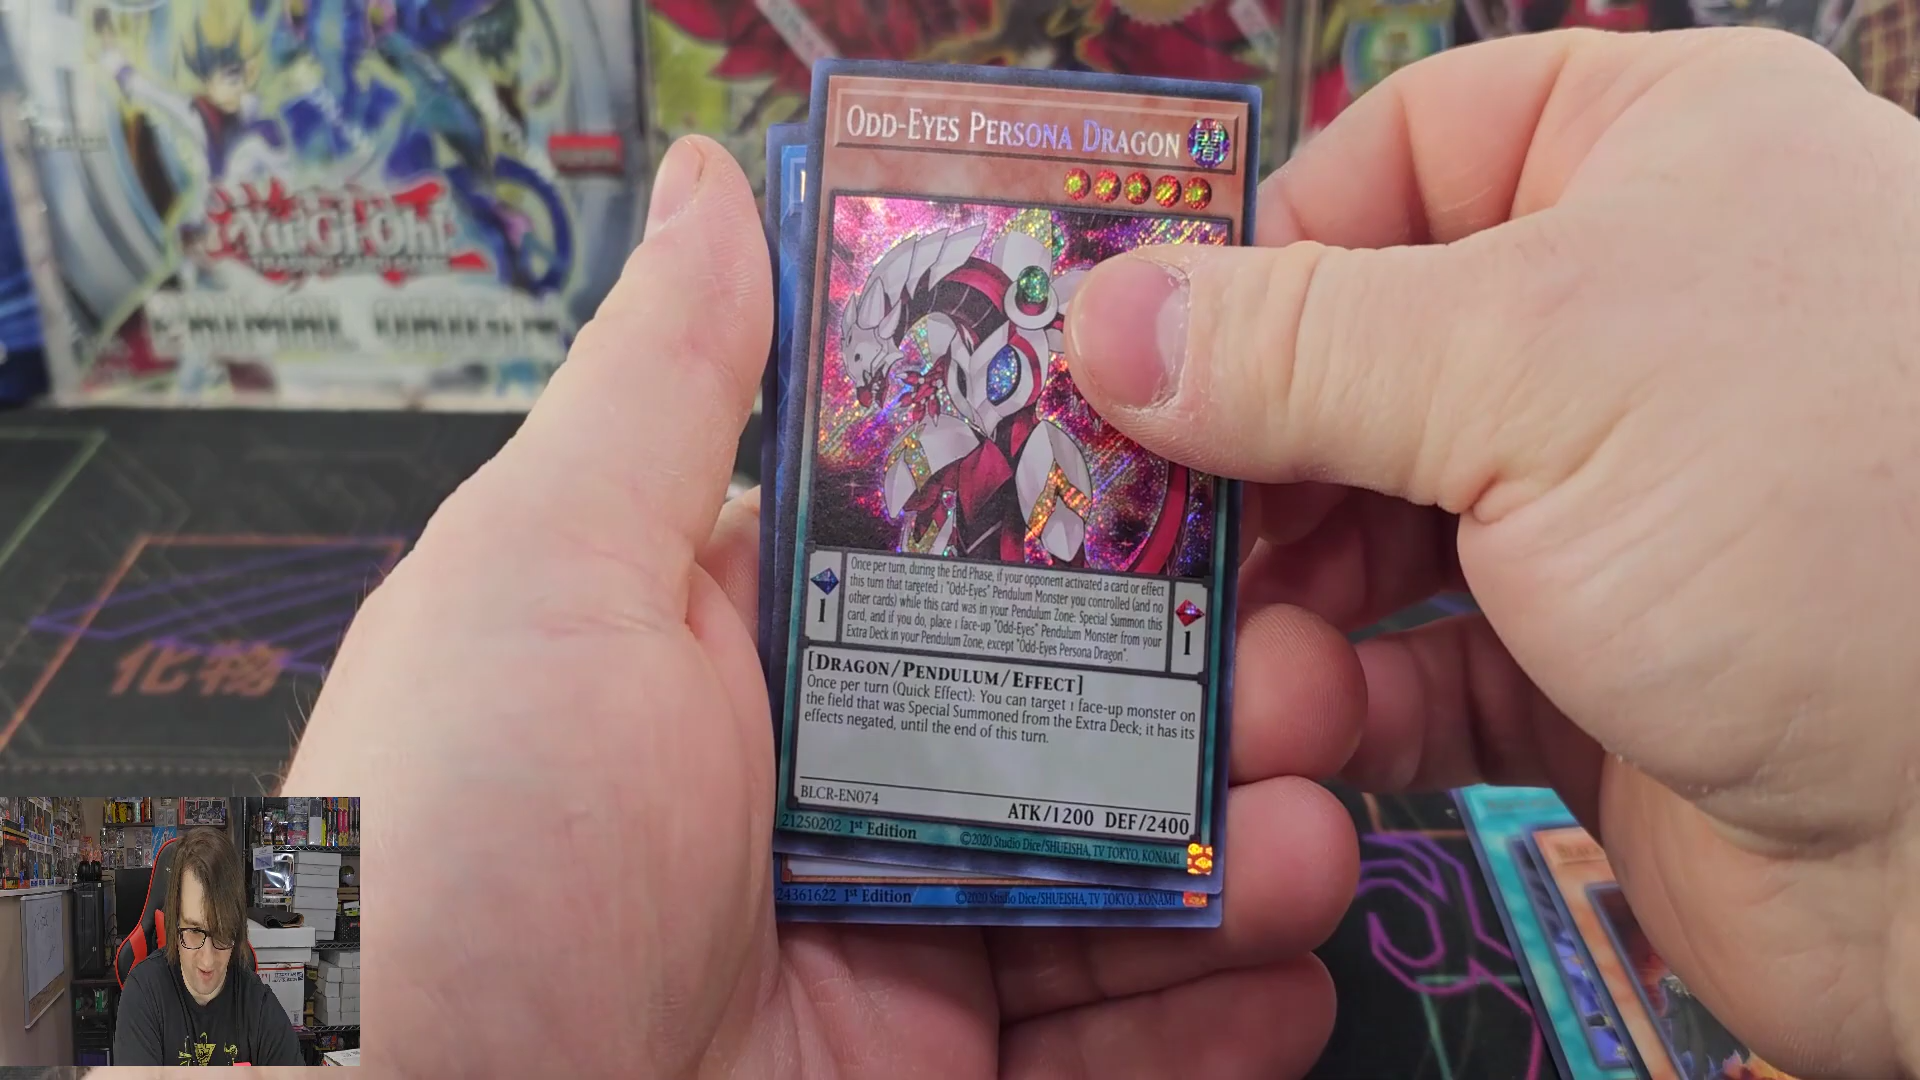 Yu-Gi-Oh!
TRADING CARD GAME
PRIMAL ORIGIN
ODD-EYES PERSONA DRAGON
闇
Once per turn, during the End Phase, if your opponent activated a card or effect
this turn that targeted 1 "Odd-Eyes" Pendulum Monster you controlled (and no
other cards) while this card was in your Pendulum Zone: Special Summon this
card, and if you do, place 1 face-up "Odd-Eyes" Pendulum Monster from your
Extra Deck in your Pendulum Zone, except "Odd-Eyes Persona Dragon".
1
1
[DRAGON/PENDULUM/EFFECT]
Once per turn (Quick Effect): You can target 1 face-up monster on
the field that was Special Summoned from the Extra Deck; it has its
effects negated, until the end of this turn.
BLCR-EN074
ATK/1200 DEF/2400
21250202 1st Edition
©2020 Studio Dice/SHUEISHA, TV TOKYO, KONAMI
24361622 1st Edition
©2020 Studio Dice/SHUEISHA, TV TOKYO, KONAMI
化物